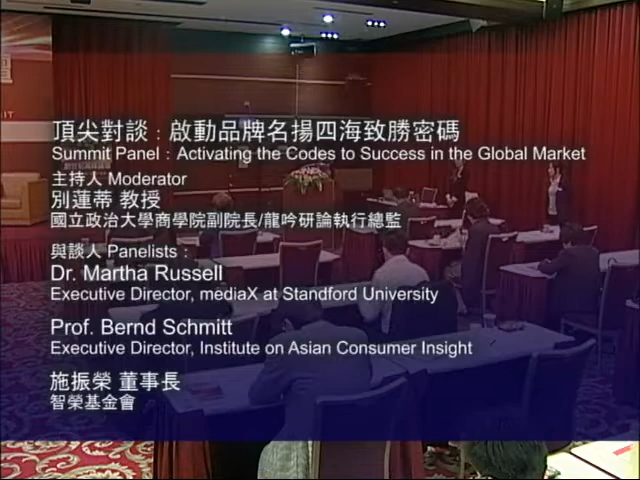 頂尖對談：啟動品牌名揚四海致勝密碼
Summit Panel：Activating the Codes to Success in the Global Market
主持人 Moderator
別蓮蒂 教授
國立政治大學商學院副院長/龍吟研論執行總監
與談人 Panelists：
Dr. Martha Russell
Executive Director, mediaX at Standford University
Prof. Bernd Schmitt
Executive Director, Institute on Asian Consumer Insight
施振榮 董事長
智榮基金會